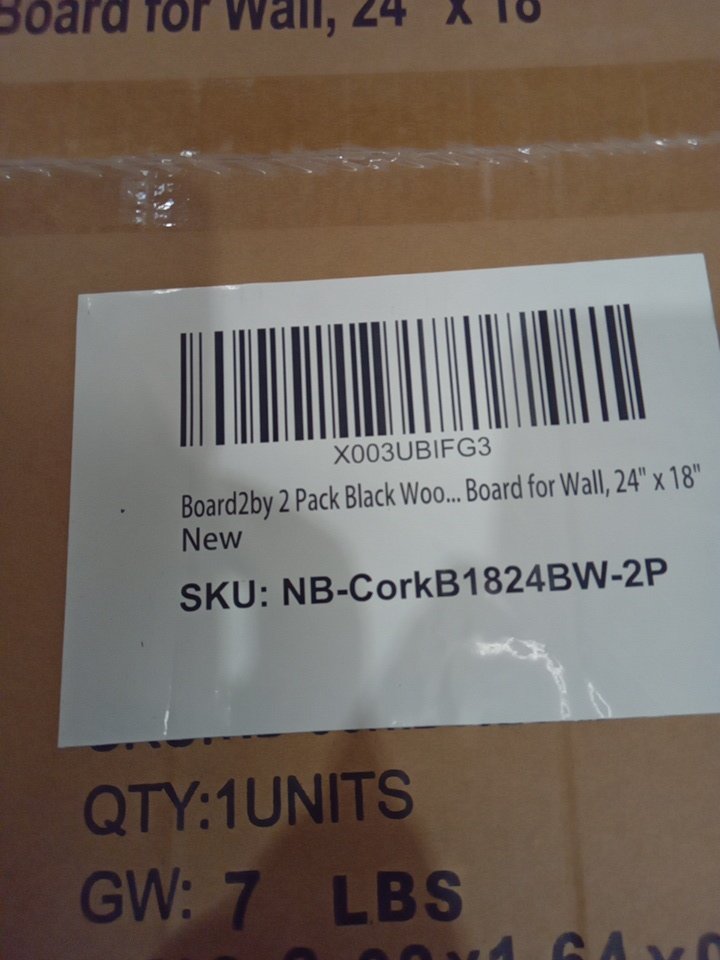 Board for Wall, 24" x 18"
X003UBIFG3
Board2by 2 Pack Black Woo... Board for Wall, 24" x 18"
New
SKU: NB-CorkB1824BW-2P
QTY:1UNITS
GW: 7 LBS